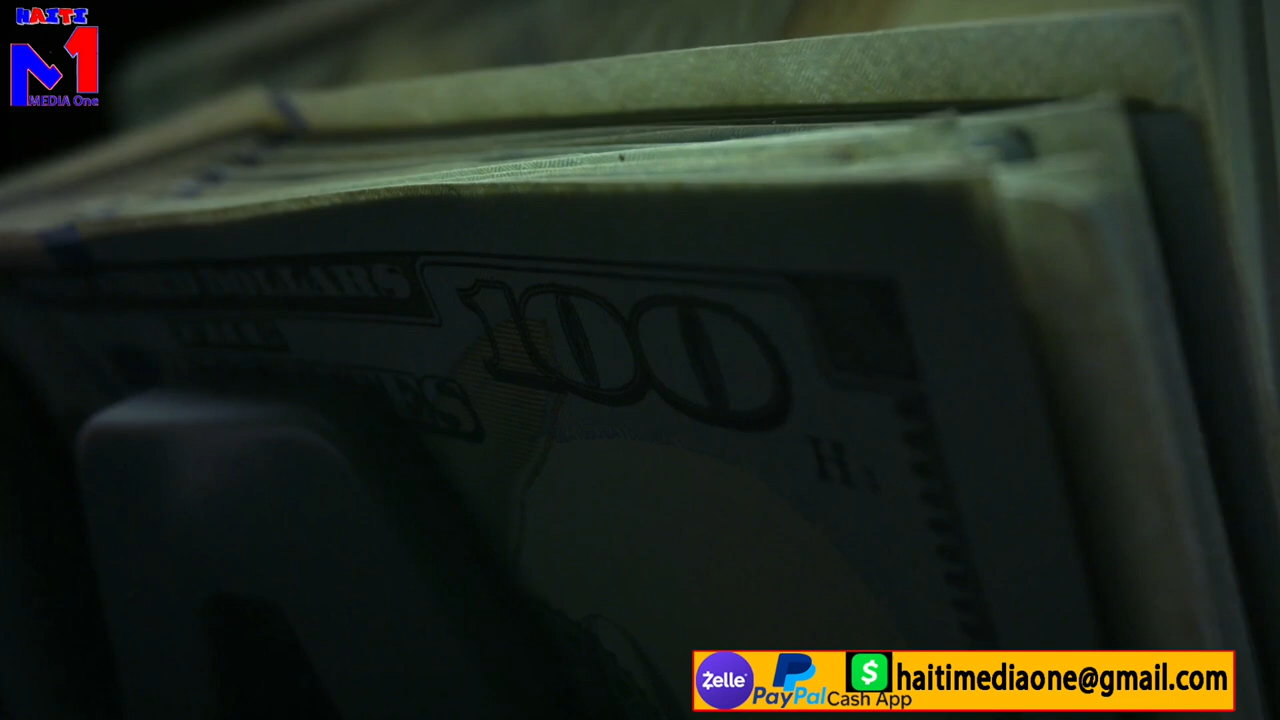 HAITI
M1
MEDIA One
DOLLARS
100
H
Zelle
PayPal
Cash App
$
haitimediaone@gmail.com